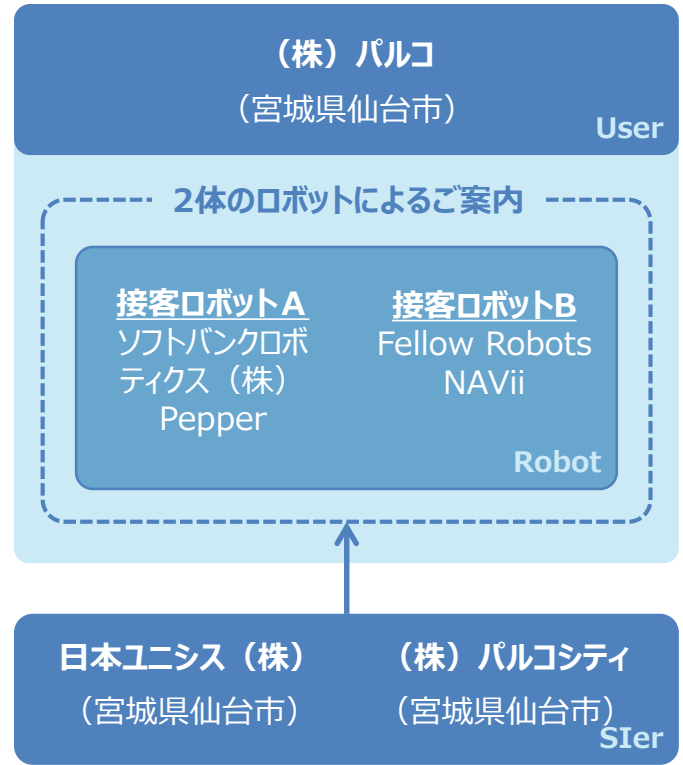 （株）パルコ
（宮城県仙台市）
User
2体のロボットによるご案内
接客ロボットA
ソフトバンクロボ
ティクス（株）
Pepper
接客ロボットB
Fellow Robots
NAVii
Robot
日本ユニシス（株）
（宮城県仙台市）
（株）パルコシティ
（宮城県仙台市）
SIer